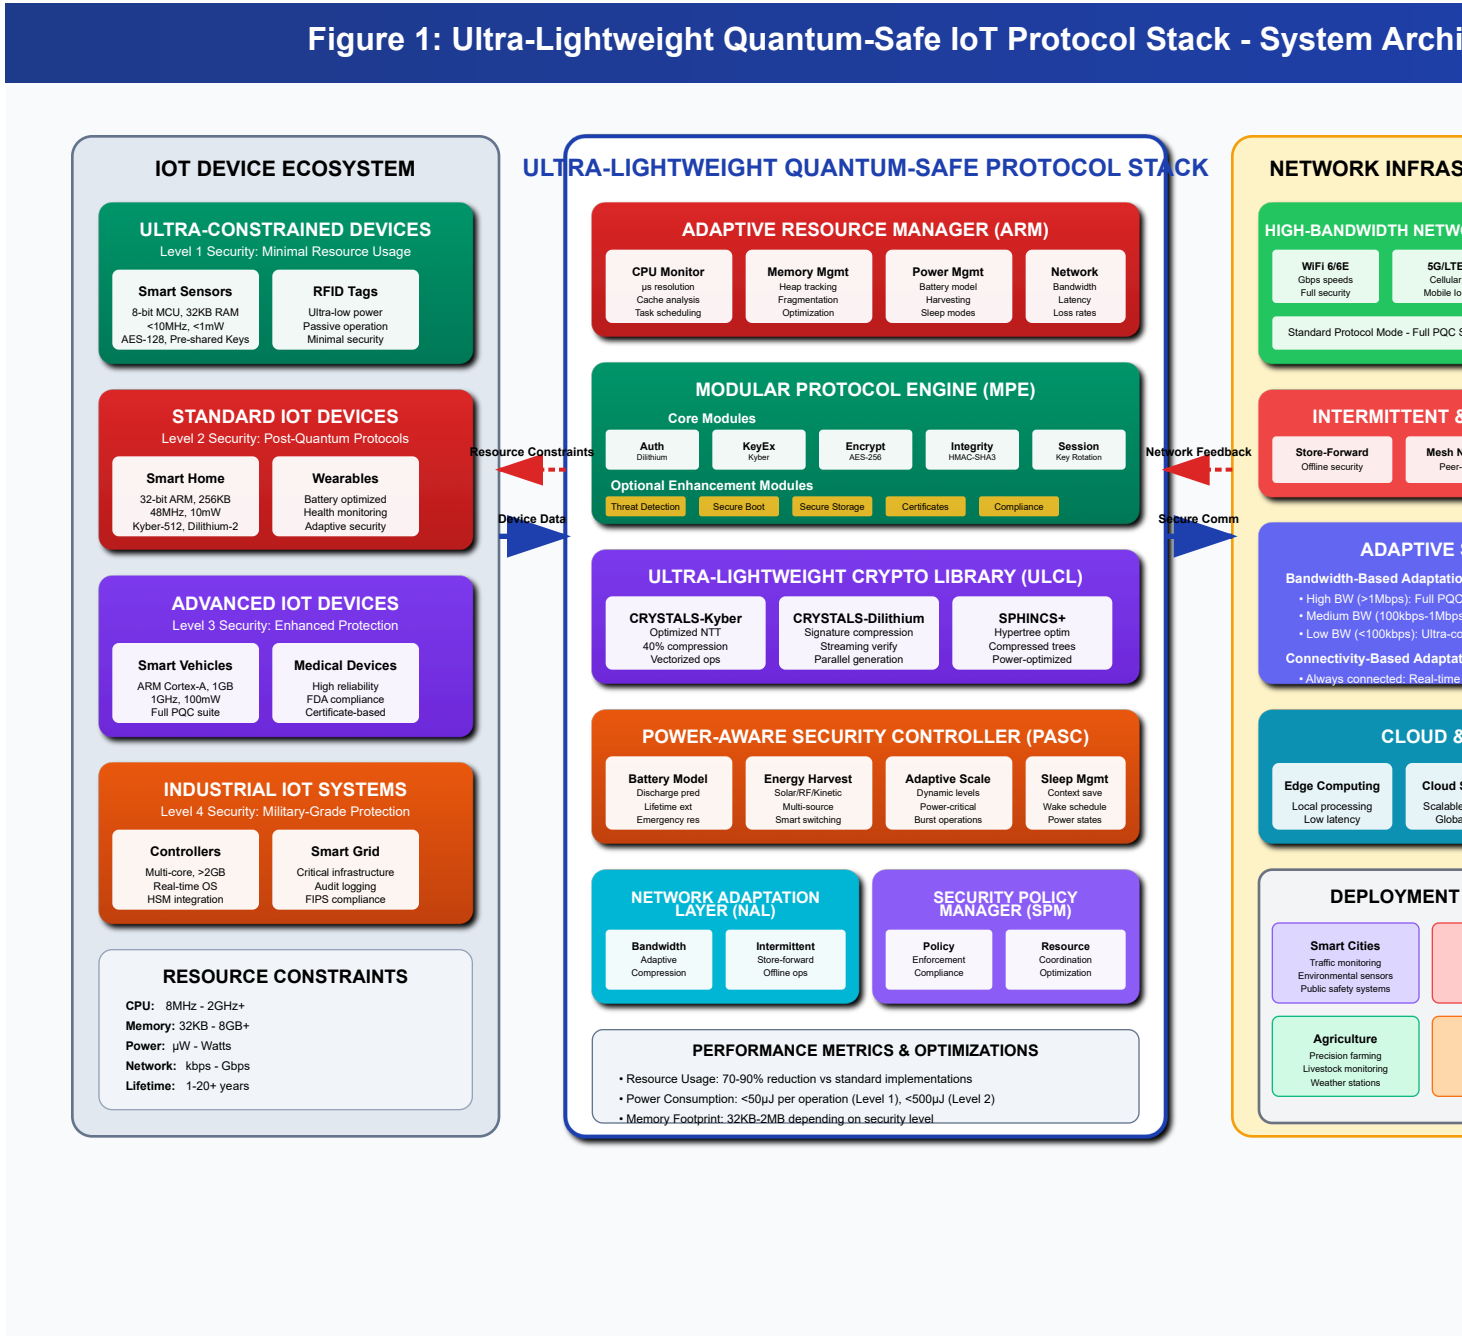 Figure 1: Ultra-Lightweight Quantum-Safe IoT Protocol Stack - System Archi
IOT DEVICE ECOSYSTEM
ULTRA-CONSTRAINED DEVICES
Level 1 Security: Minimal Resource Usage
Smart Sensors
8-bit MCU, 32KB RAM
<10MHz, <1mW
AES-128, Pre-shared Keys
RFID Tags
Ultra-low power
Passive operation
Minimal security
STANDARD IOT DEVICES
Level 2 Security: Post-Quantum Protocols
Smart Home
32-bit ARM, 256KB
48MHz, 10mW
Kyber-512, Dilithium-2
Wearables
Battery optimized
Health monitoring
Adaptive security
ADVANCED IOT DEVICES
Level 3 Security: Enhanced Protection
Smart Vehicles
ARM Cortex-A, 1GB
1GHz, 100mW
Full PQC suite
Medical Devices
High reliability
FDA compliance
Certificate-based
INDUSTRIAL IOT SYSTEMS
Level 4 Security: Military-Grade Protection
Controllers
Multi-core, >2GB
Real-time OS
HSM integration
Smart Grid
Critical infrastructure
Audit logging
FIPS compliance
RESOURCE CONSTRAINTS
CPU: 8MHz - 2GHz+
Memory: 32KB - 8GB+
Power: µW - Watts
Network: kbps - Gbps
Lifetime: 1-20+ years
Resource Constraints
Device Data
ULTRA-LIGHTWEIGHT QUANTUM-SAFE PROTOCOL STACK
ADAPTIVE RESOURCE MANAGER (ARM)
CPU Monitor
µs resolution
Cache analysis
Task scheduling
Memory Mgmt
Heap tracking
Fragmentation
Optimization
Power Mgmt
Battery model
Harvesting
Sleep modes
Network
Bandwidth
Latency
Loss rates
MODULAR PROTOCOL ENGINE (MPE)
Core Modules
Auth
Dilithium
KeyEx
Kyber
Encrypt
AES-256
Integrity
HMAC-SHA3
Session
Key Rotation
Optional Enhancement Modules
Threat Detection
Secure Boot
Secure Storage
Certificates
Compliance
ULTRA-LIGHTWEIGHT CRYPTO LIBRARY (ULCL)
CRYSTALS-Kyber
Optimized NTT
40% compression
Vectorized ops
CRYSTALS-Dilithium
Signature compression
Streaming verify
Parallel generation
SPHINCS+
Hypertree optim
Compressed trees
Power-optimized
POWER-AWARE SECURITY CONTROLLER (PASC)
Battery Model
Discharge pred
Lifetime ext
Emergency res
Energy Harvest
Solar/RF/Kinetic
Multi-source
Smart switching
Adaptive Scale
Dynamic levels
Power-critical
Burst operations
Sleep Mgmt
Context save
Wake schedule
Power states
NETWORK ADAPTATION
LAYER (NAL)
Bandwidth
Adaptive
Compression
Intermittent
Store-forward
Offline ops
SECURITY POLICY
MANAGER (SPM)
Policy
Enforcement
Compliance
Resource
Coordination
Optimization
PERFORMANCE METRICS & OPTIMIZATIONS
• Resource Usage: 70-90% reduction vs standard implementations
• Power Consumption: <50µJ per operation (Level 1), <500µJ (Level 2)
• Memory Footprint: 32KB-2MB depending on security level
Network Feedback
Secure Comm
NETWORK INFRAS
HIGH-BANDWIDTH NETWO
WiFi 6/6E
Gbps speeds
Full security
5G/LTE
Cellular
Mobile Io
Standard Protocol Mode - Full PQC S
INTERMITTENT &
Store-Forward
Offline security
Mesh N
Peer-
ADAPTIVE S
Bandwidth-Based Adaptatio
• High BW (>1Mbps): Full PQC
• Medium BW (100kbps-1Mbps
• Low BW (<100kbps): Ultra-co
Connectivity-Based Adaptat
• Always connected: Real-time
CLOUD &
Edge Computing
Local processing
Low latency
Cloud S
Scalable
Globa
DEPLOYMENT
Smart Cities
Traffic monitoring
Environmental sensors
Public safety systems
Agriculture
Precision farming
Livestock monitoring
Weather stations